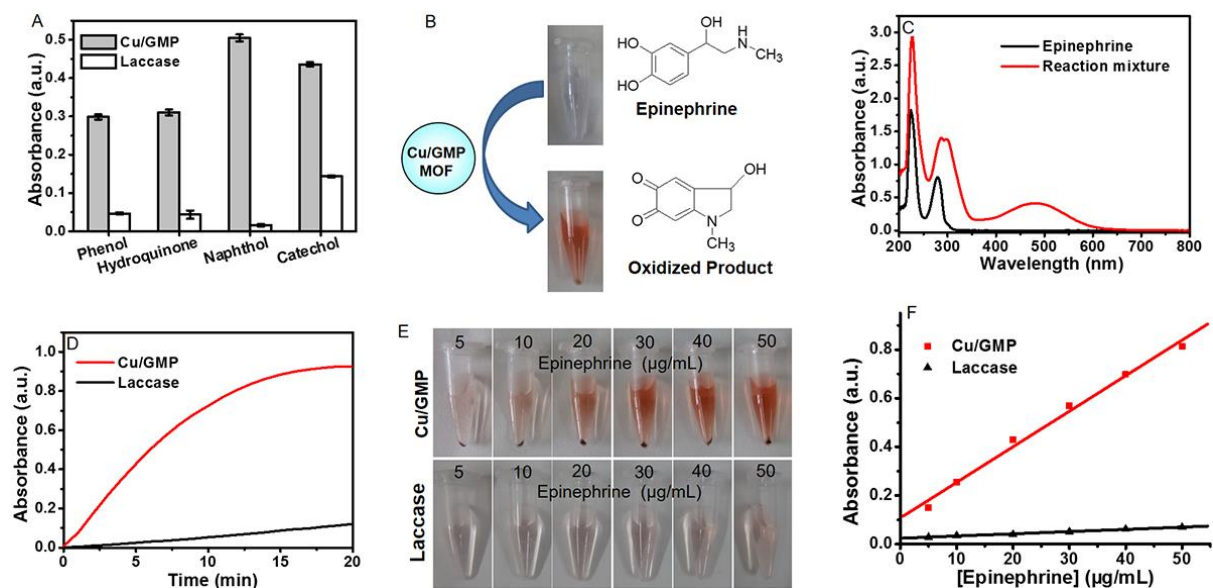 A
Absorbance (a.u.)
0.5
0.4
0.3
0.2
0.1
0.0
Cu/GMP
Laccase
Phenol
Hydroquinone
Naphthol
Catechol
B
Cu/GMP
MOF
OH
HO
HO
H
N
CH₃
Epinephrine
O
O
OH
N
CH₃
Oxidized Product
C
Absorbance (a.u.)
3.0
2.5
2.0
1.5
1.0
0.5
0.0
Epinephrine
Reaction mixture
200 300 400 500 600 700 800
Wavelength (nm)
D
Absorbance (a.u.)
1.0
0.8
0.6
0.4
0.2
0.0
Cu/GMP
Laccase
0 5 10 15 20
Time (min)
E
Cu/GMP
5 10 20 30 40 50
Epinephrine (μg/mL)
Laccase
5 10 20 30 40 50
Epinephrine (μg/mL)
F
Absorbance (a.u.)
0.8
0.6
0.4
0.2
0.0
Cu/GMP
Laccase
0 10 20 30 40 50
[Epinephrine] (μg/mL)